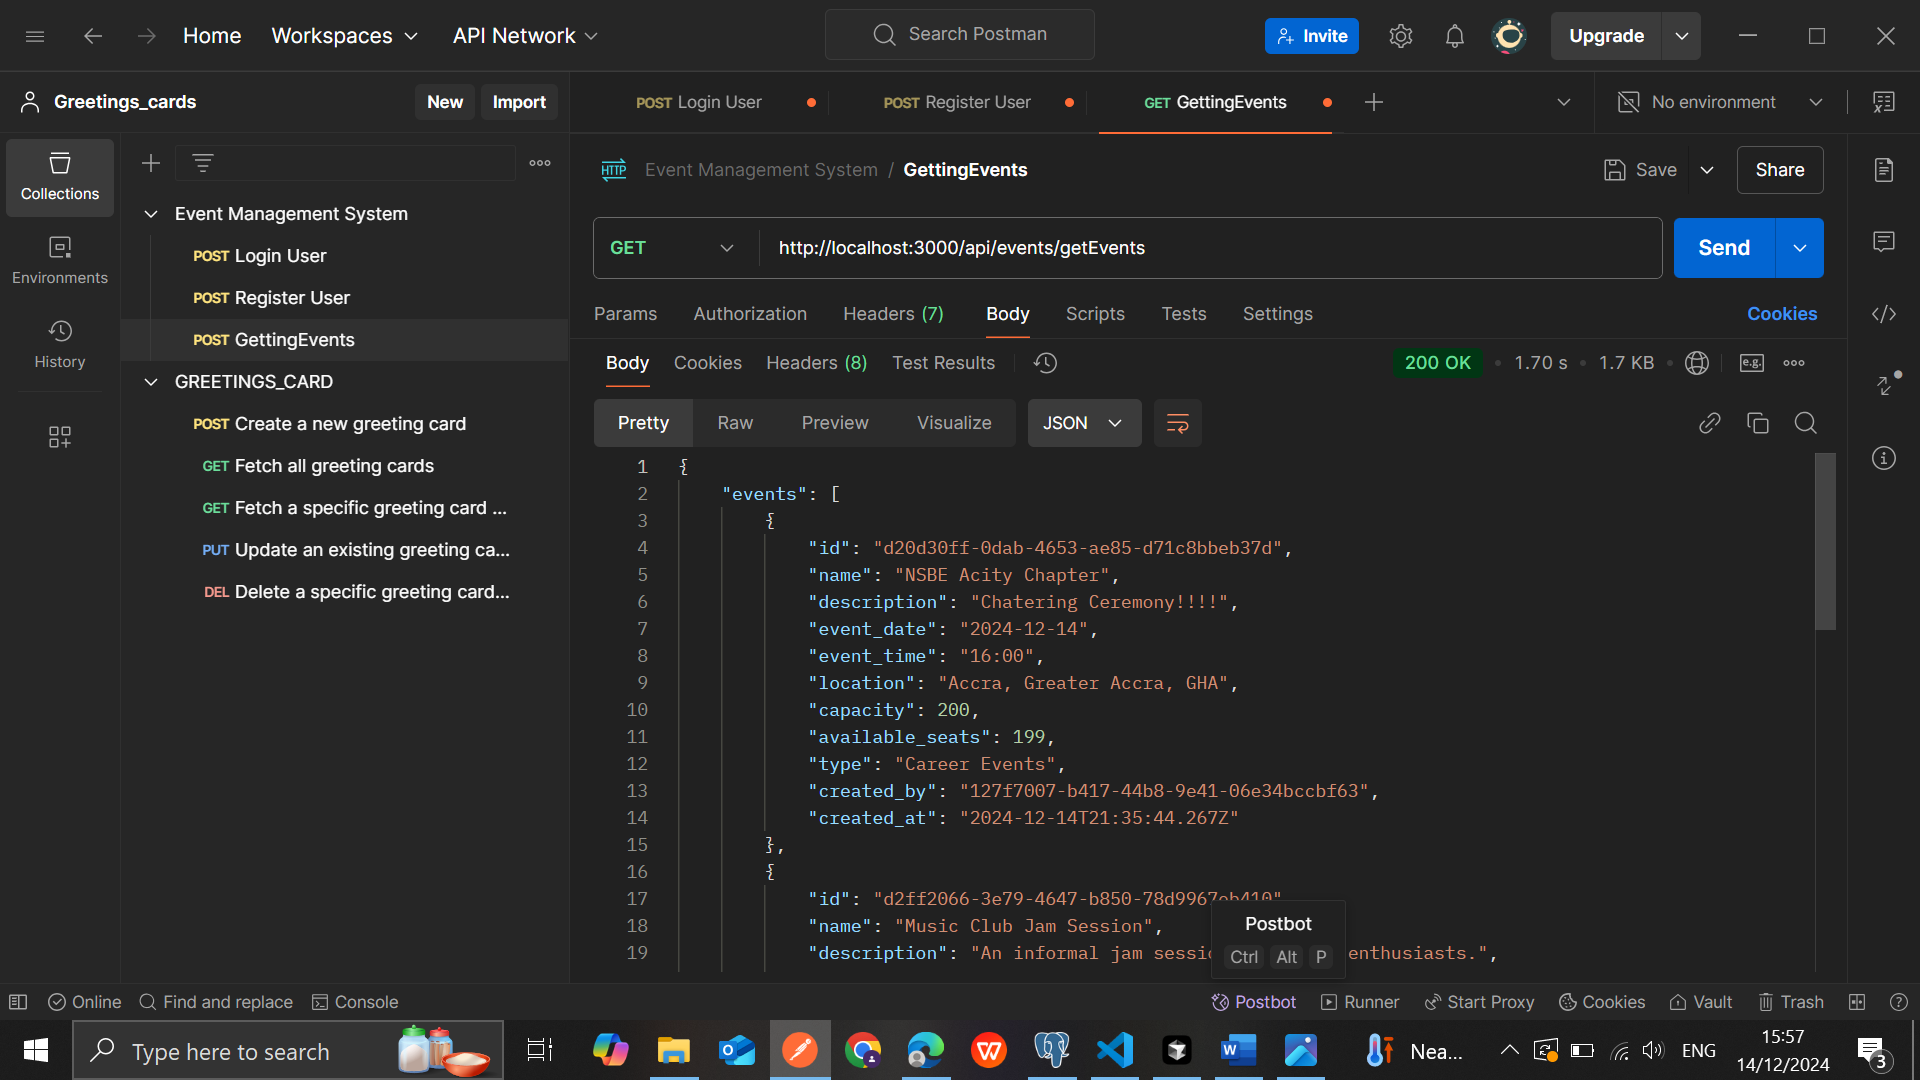 Home Workspaces API Network Search Postman Invite Upgrade
Greetings_cards New Import POST Login User POST Register User GET GettingEvents No environment
Collections
Environments
History
Event Management System
POST Login User
POST Register User
POST GettingEvents
GREETINGS_CARD
POST Create a new greeting card
GET Fetch all greeting cards
GET Fetch a specific greeting card ...
PUT Update an existing greeting ca...
DEL Delete a specific greeting card...
HTTP Event Management System / GettingEvents Save Share
GET http://localhost:3000/api/events/getEvents Send
Params Authorization Headers (7) Body Scripts Tests Settings Cookies
Body Cookies Headers (8) Test Results 200 OK • 1.70 s • 1.7 KB • e.g.
Pretty Raw Preview Visualize JSON
1 {
2 "events": [
3 {
4 "id": "d20d30ff-0dab-4653-ae85-d71c8bbeb37d",
5 "name": "NSBE Acity Chapter",
6 "description": "Chatering Ceremony!!!!",
7 "event_date": "2024-12-14",
8 "event_time": "16:00",
9 "location": "Accra, Greater Accra, GHA",
10 "capacity": 200,
11 "available_seats": 199,
12 "type": "Career Events",
13 "created_by": "127f7007-b417-44b8-9e41-06e34bccbf63",
14 "created_at": "2024-12-14T21:35:44.267Z"
15 },
16 {
17 "id": "d2ff2066-3e79-4647-b850-78d9967eb410"
18 "name": "Music Club Jam Session",
19 "description": "An informal jam sessio enthusiasts.",
Postbot
Ctrl Alt P
Online Find and replace Console Postbot Runner Start Proxy Cookies Vault Trash
Type here to search Nea... ENG 15:57
14/12/2024 3